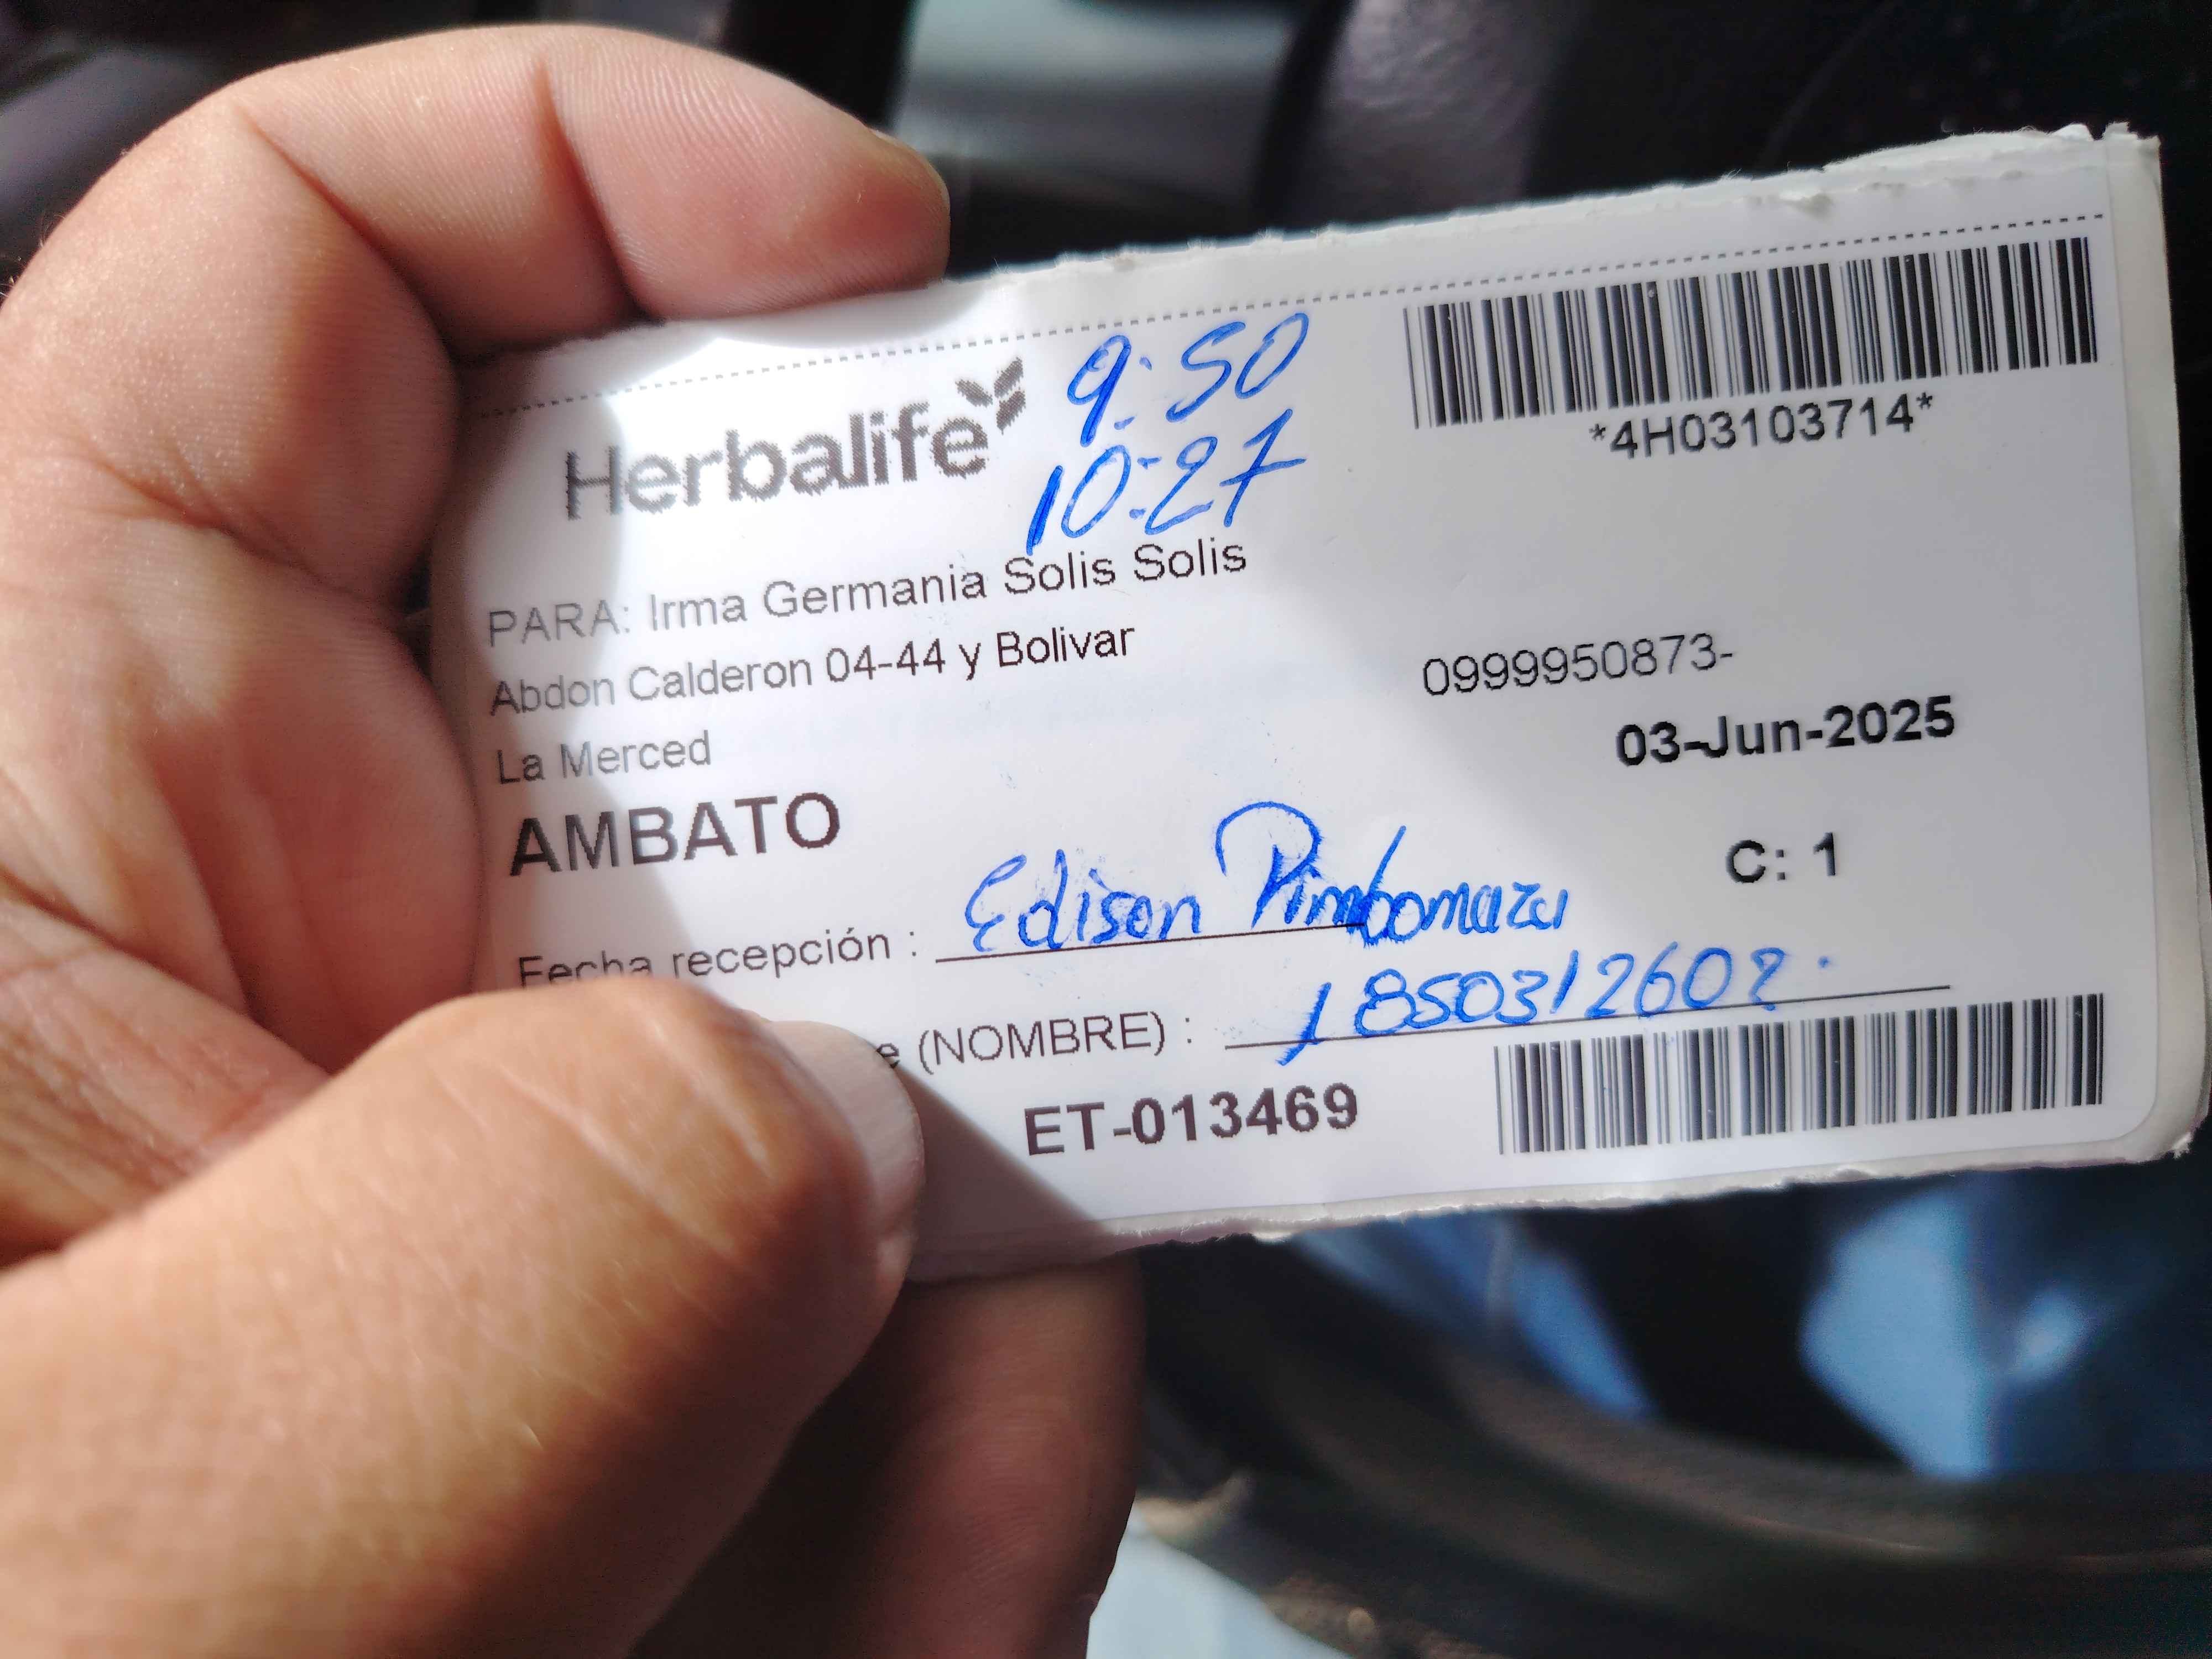 Herbalife
9:50
10:27
*4H03103714*
PARA: Irma Germania Solis Solis
Abdon Calderon 04-44 y Bolivar
0999950873-
La Merced
03-Jun-2025
AMBATO
C: 1
Fecha recepción : Edison Pimbomaza
(NOMBRE) : 1850312602.
ET-013469